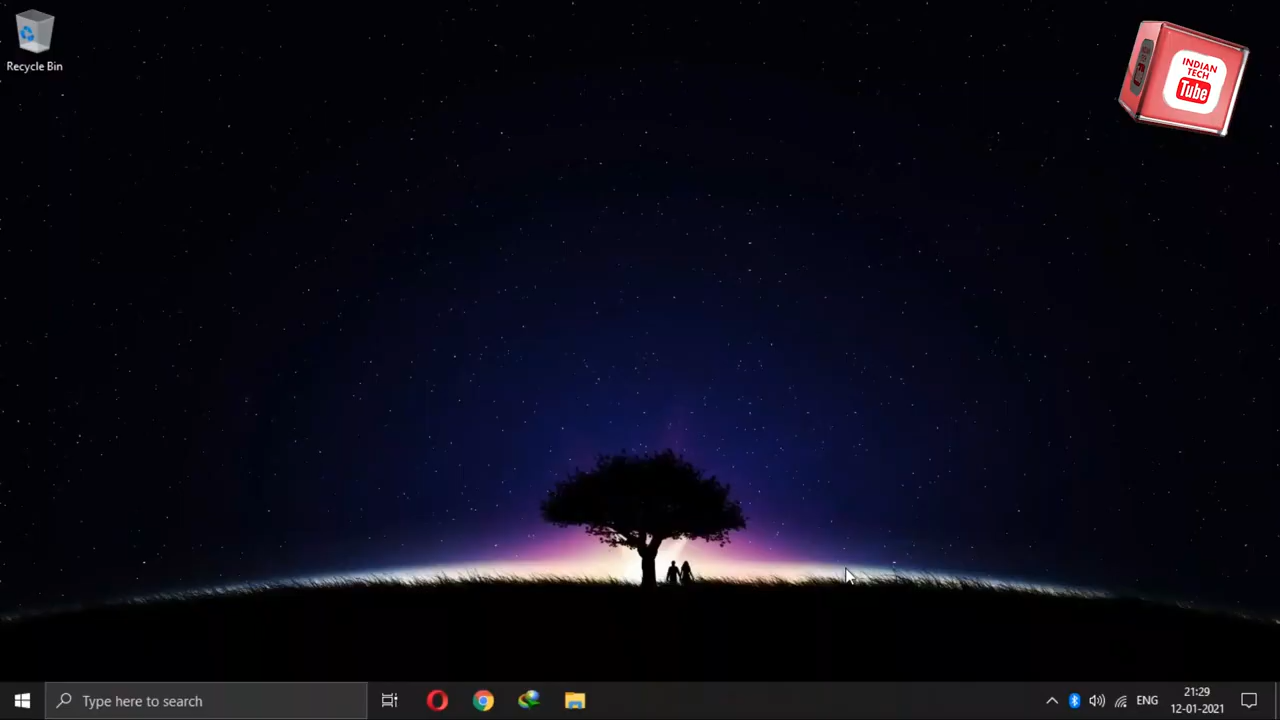 Recycle Bin
INDIAN
TECH
Tube
Type here to search
ENG
21:29
12-01-2021